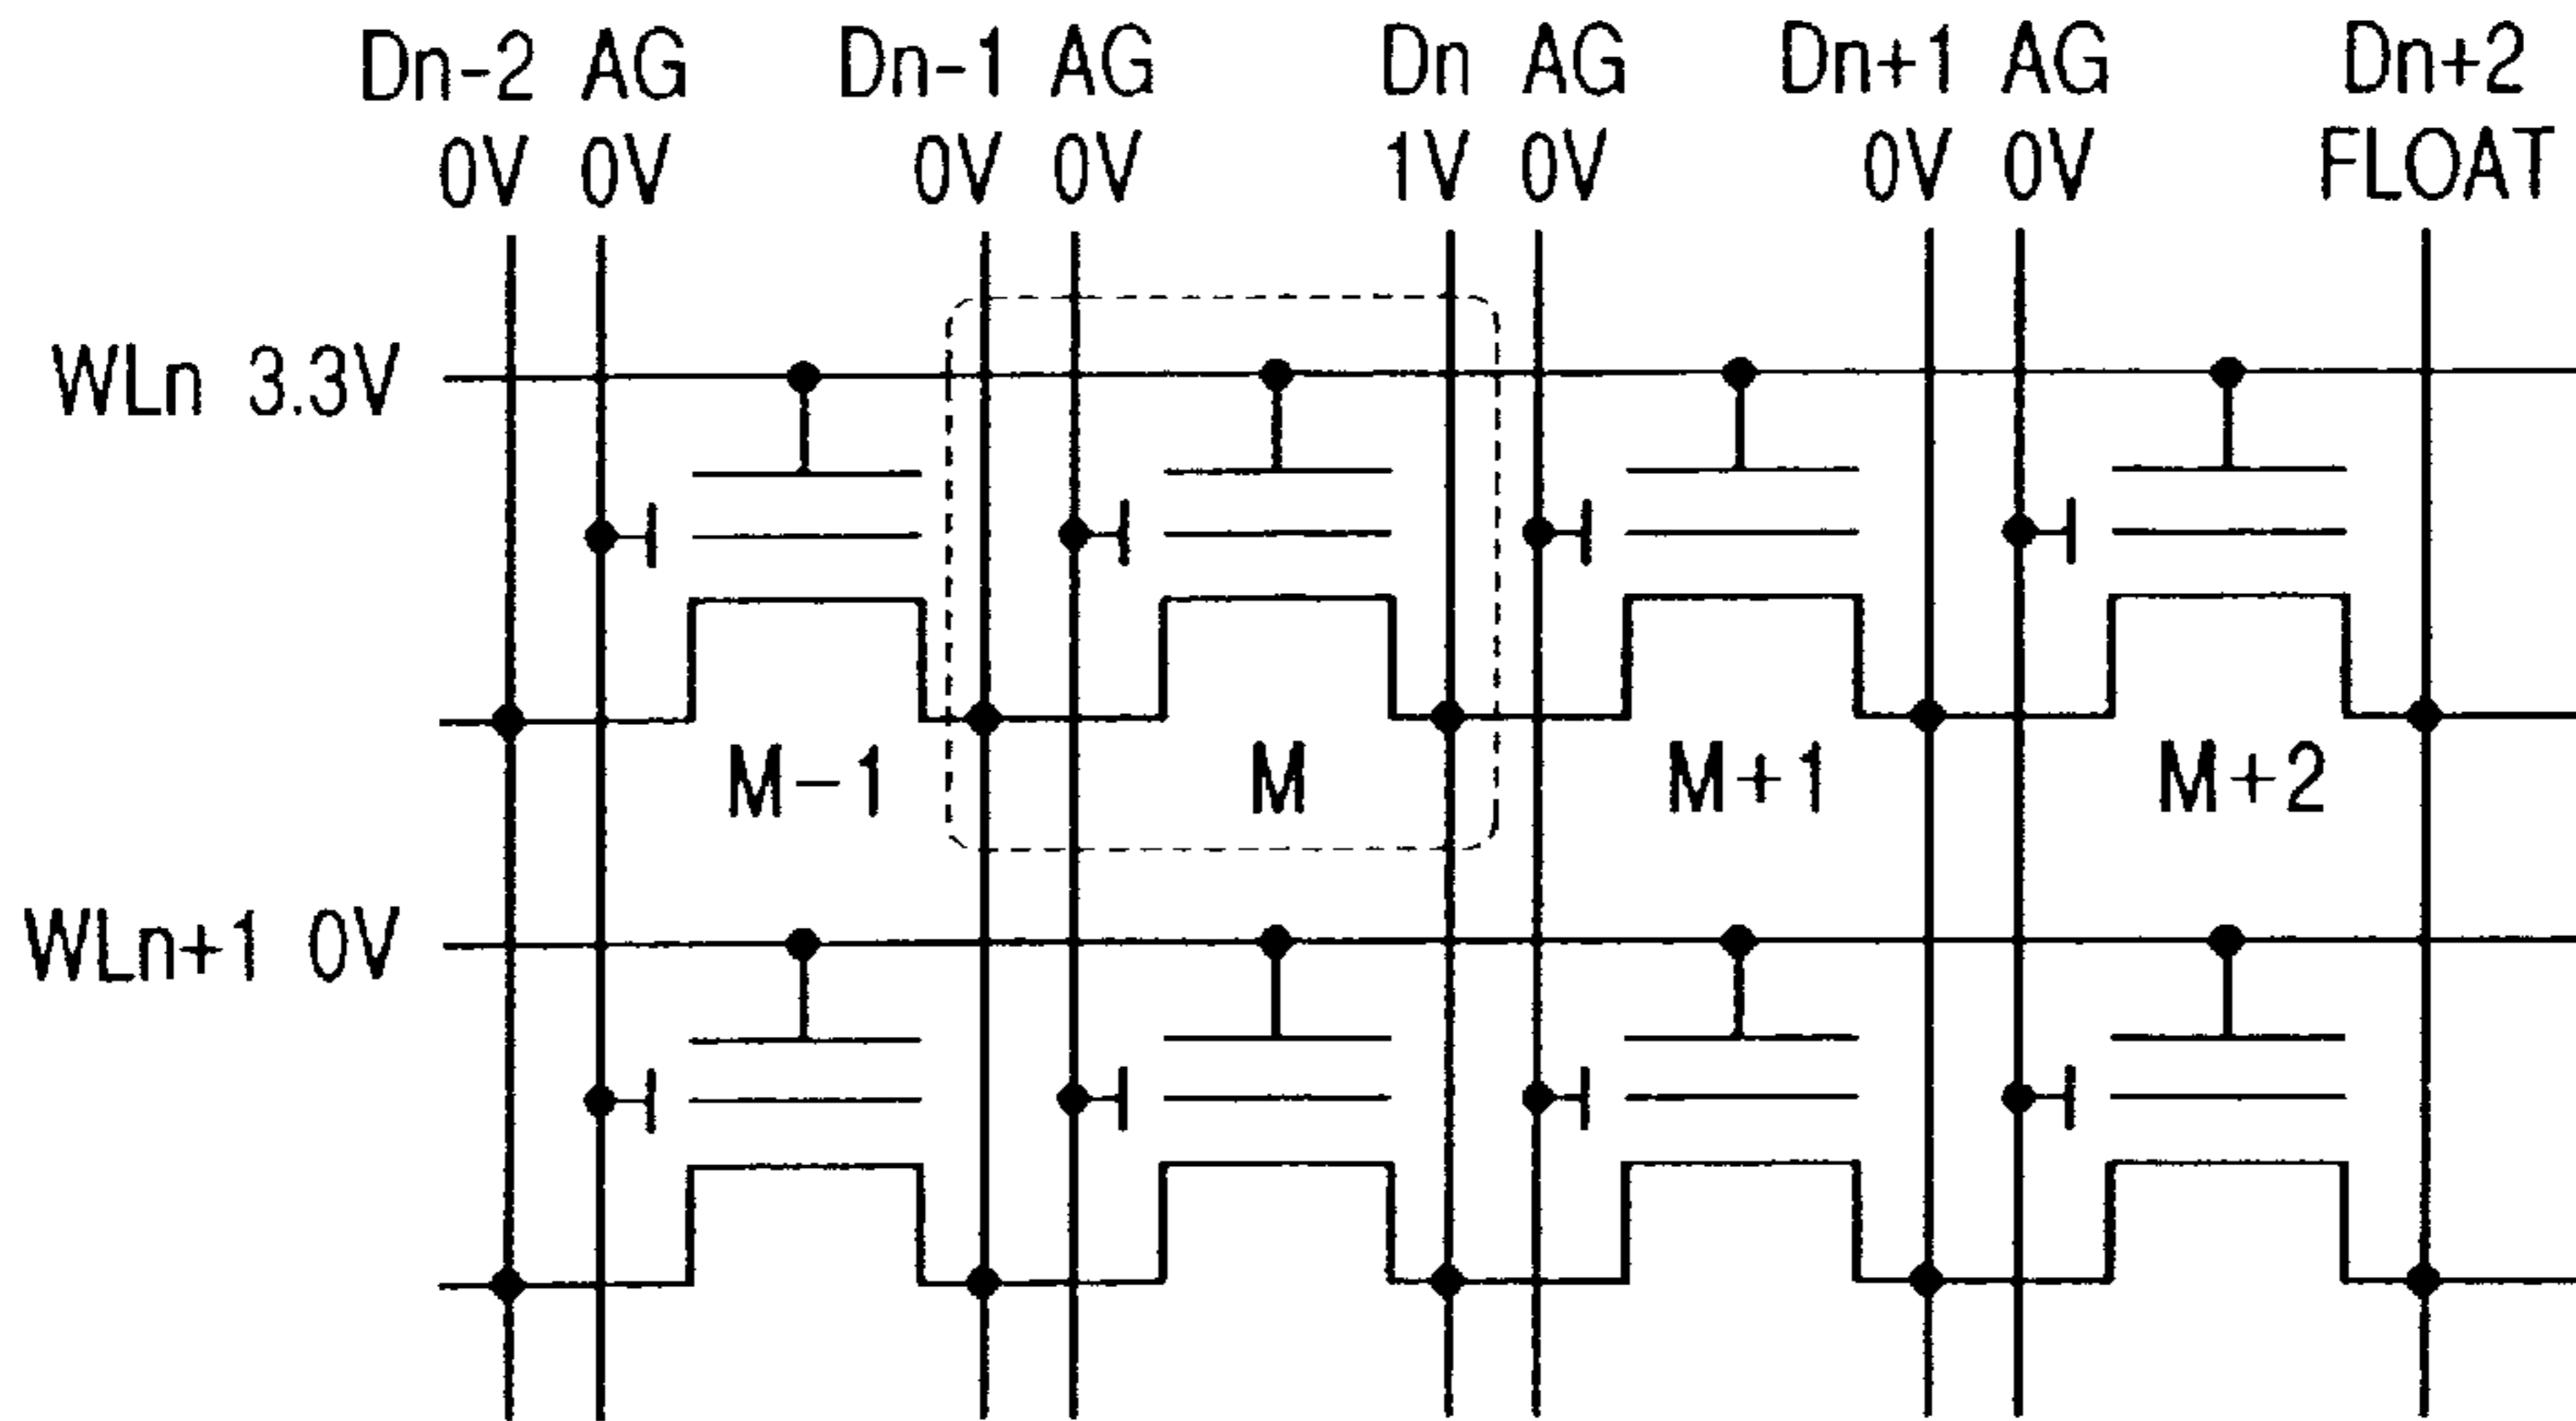 Dn-2 AG Dn-1 AG Dn AG Dn+1 AG Dn+2
0V 0V 0V 0V 1V 0V 0V 0V FLOAT
WLn 3.3V
M-1 M M+1 M+2
WLn+1 0V